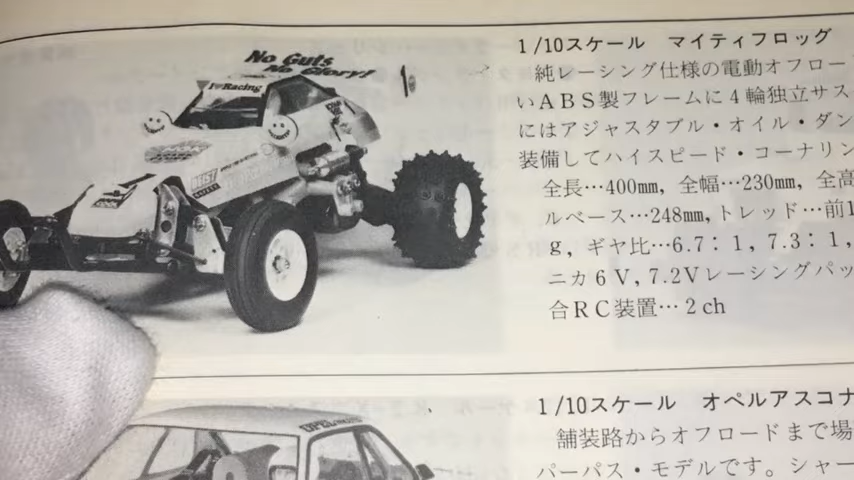 No Guts
No Glory!
I♥Racing
1/10スケール　マイティフロッグ
純レーシング仕様の電動オフロー
いABS製フレームに4輪独立サス
にはアジャスタブル・オイル・ダン
装備してハイスピード・コーナリン
全長…400mm, 全幅…230mm, 全高
ルベース…248mm, トレッド…前1
g, ギヤ比…6.7：1, 7.3：1,
ニカ6V, 7.2Vレーシングパッ
合RC装置…2ch
OPEL
1/10スケール　オペルアスコナ
舗装路からオフロードまで場
パーパス・モデルです。シャー